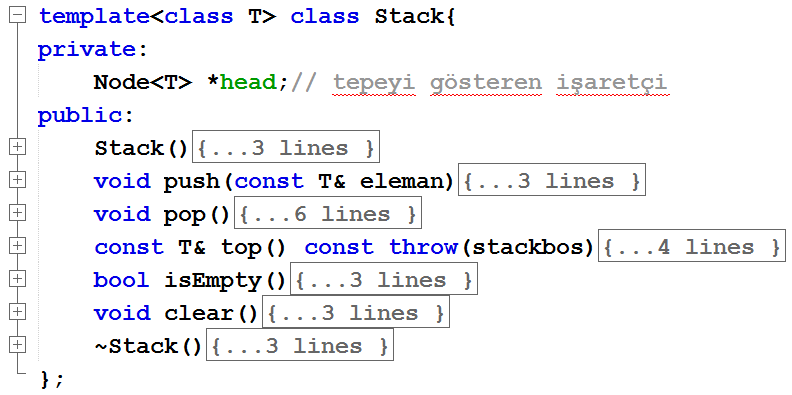 template<class T> class Stack{
private:
Node<T> *head;// tepeyi gösteren işaretçi
public:
Stack(){...3 lines }
void push(const T& eleman){...3 lines }
void pop(){...6 lines }
const T& top() const throw(stackbos){...4 lines }
bool isEmpty(){...3 lines }
void clear(){...3 lines }
~Stack(){...3 lines }
};